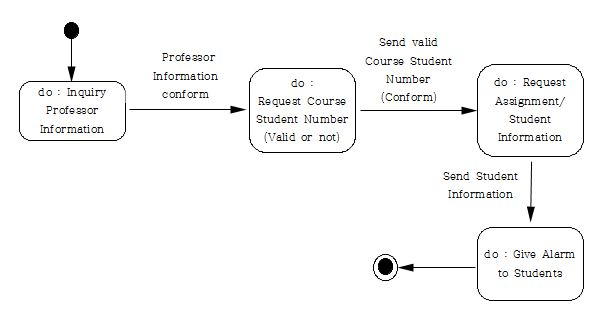 do : Inquiry
Professor
Information
Professor
Information
conform
do :
Request Course
Student Number
(Valid or not)
Send valid
Course Student
Number
(Conform)
do : Request
Assignment/
Student
Information
Send Student
Information
do : Give Alarm
to Students